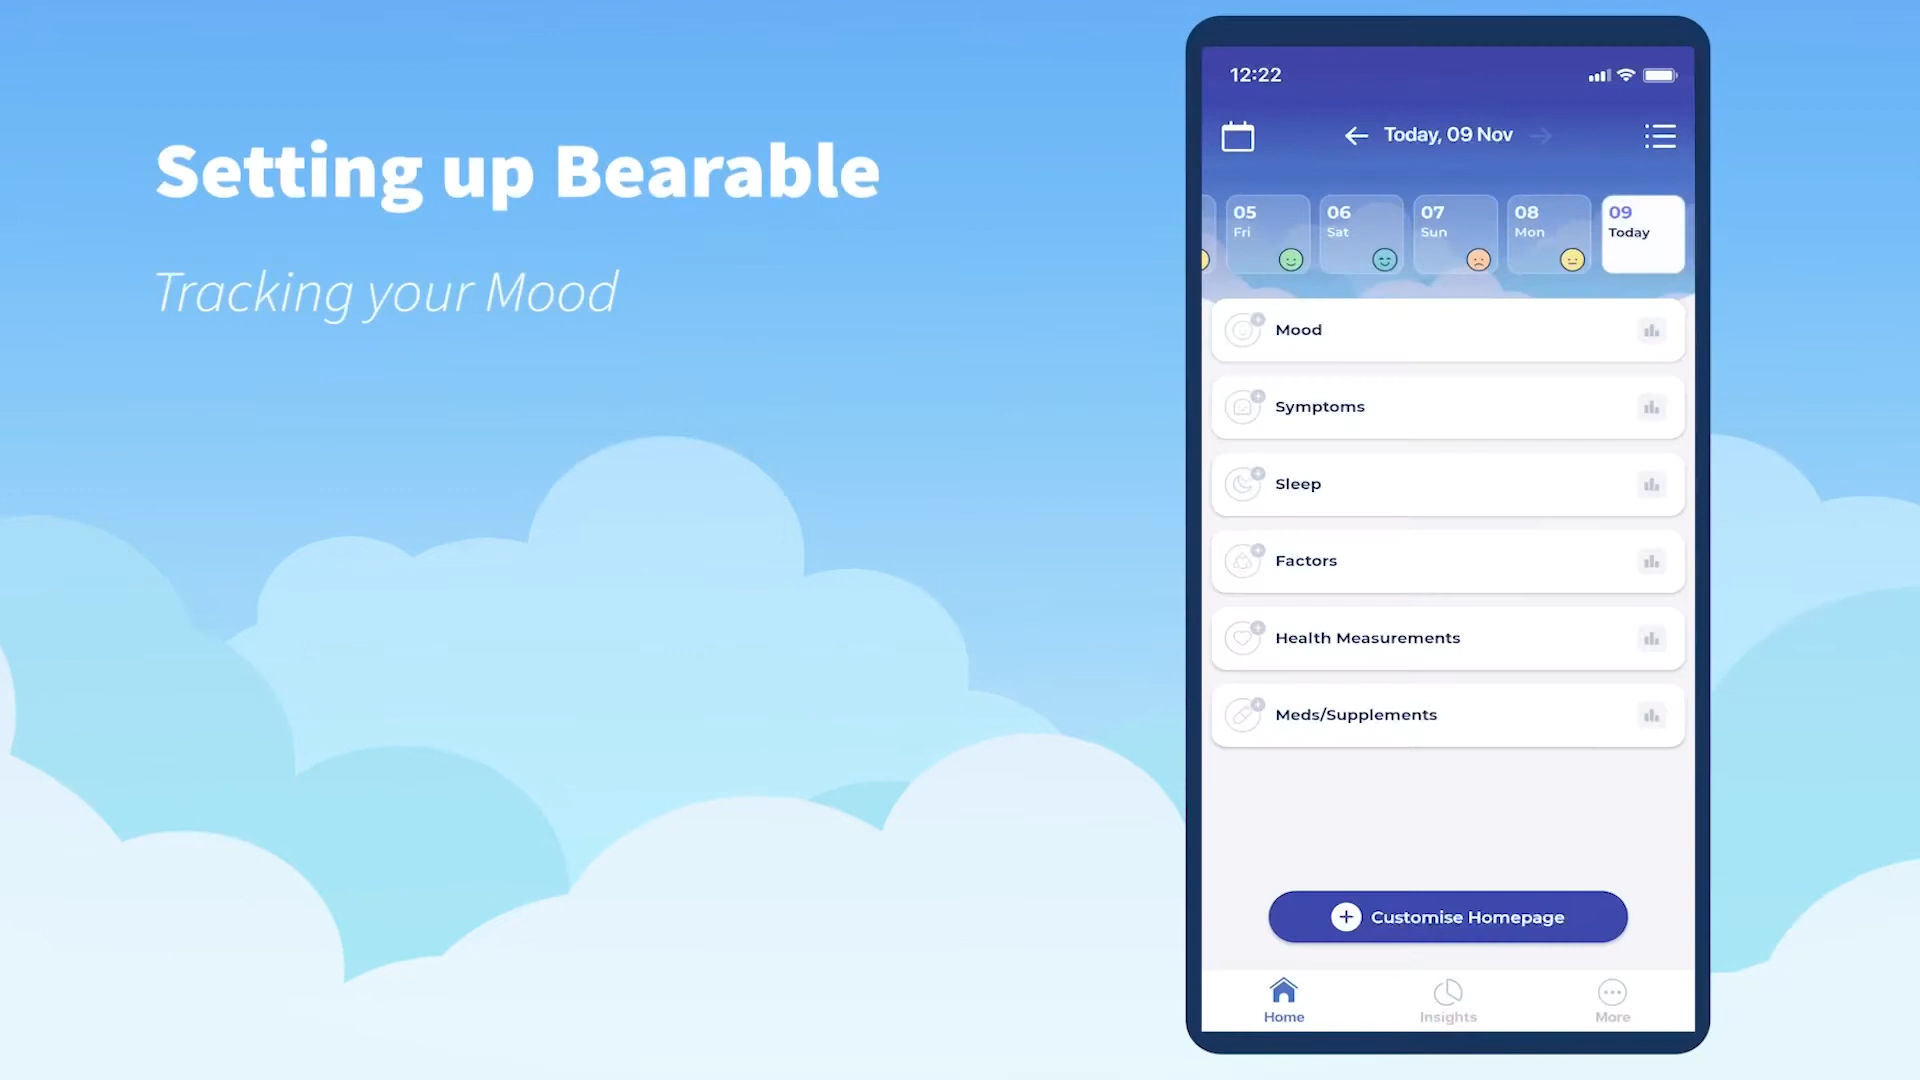 Setting up Bearable
Tracking your Mood
12:22
Today, 09 Nov
05
Fri
06
Sat
07
Sun
08
Mon
09
Today
Mood
Symptoms
Sleep
Factors
Health Measurements
Meds/Supplements
Customise Homepage
Home
Insights
More